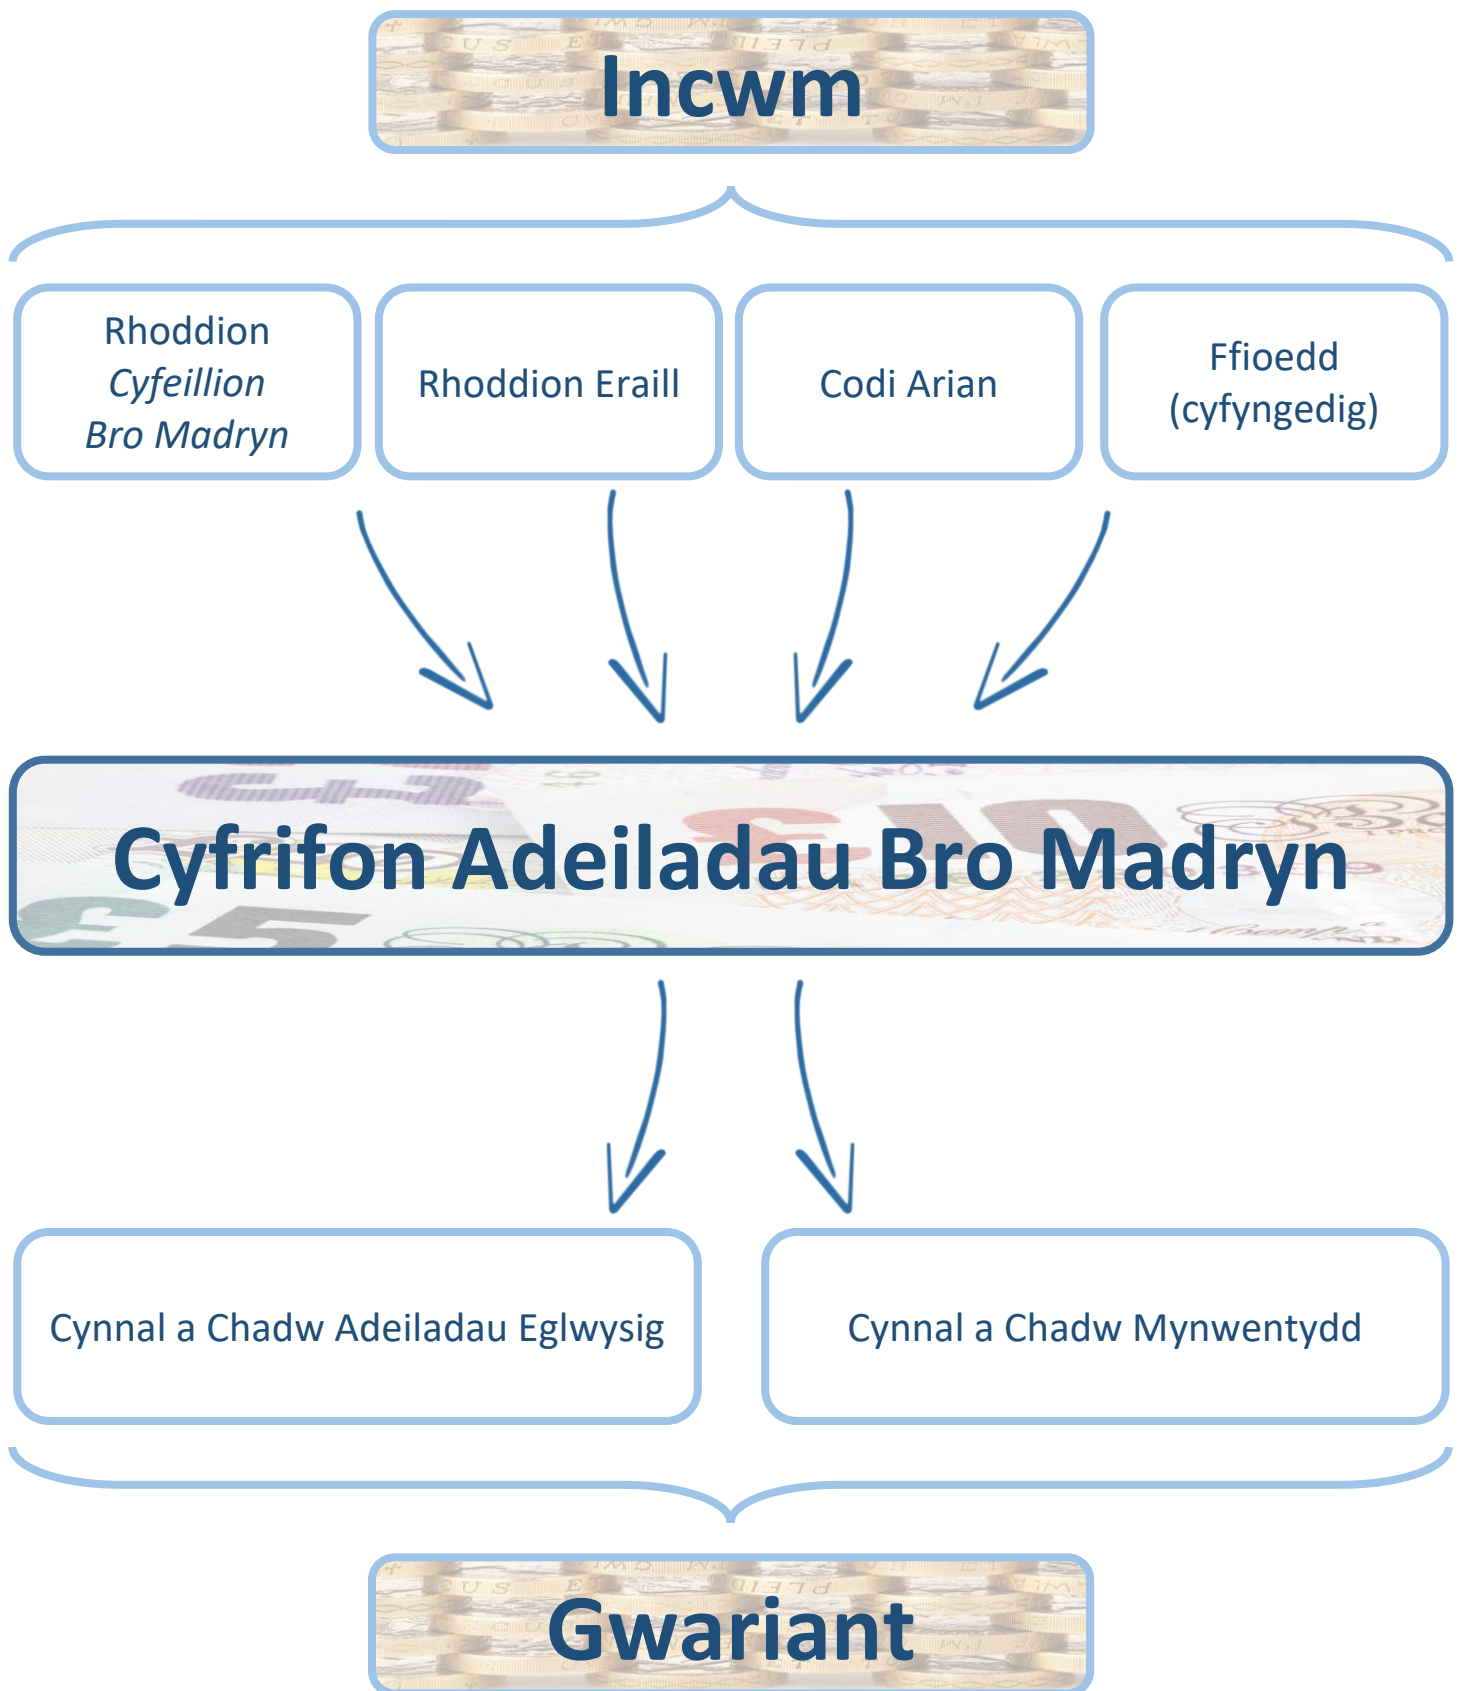 Incwm
Rhoddion
Cyfeillion
Bro Madryn
Rhoddion Eraill
Codi Arian
Ffioedd
(cyfyngedig)
Cyfrifon Adeiladau Bro Madryn
Cynnal a Chadw Adeiladau Eglwysig
Cynnal a Chadw Mynwentydd
Gwariant